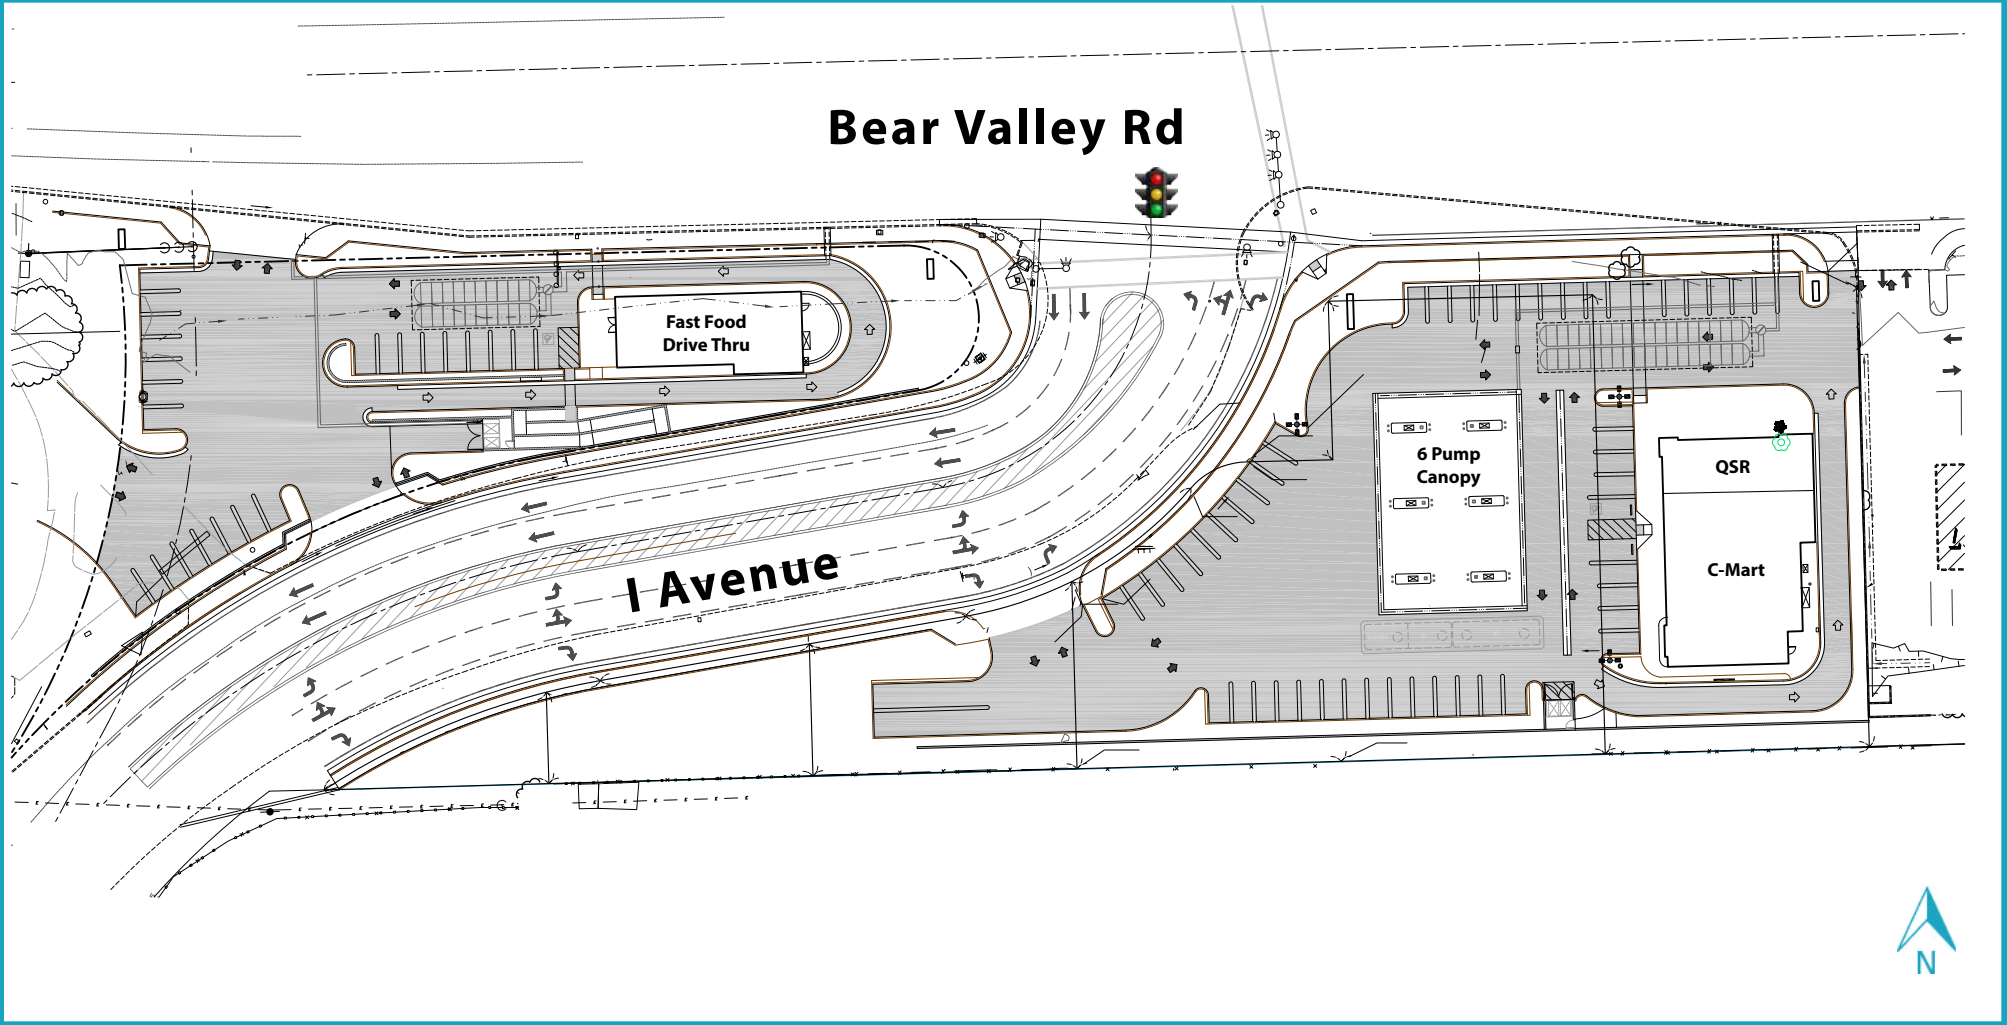 Bear Valley Rd
Fast Food
Drive Thru
6 Pump
Canopy
QSR
C-Mart
I Avenue
N